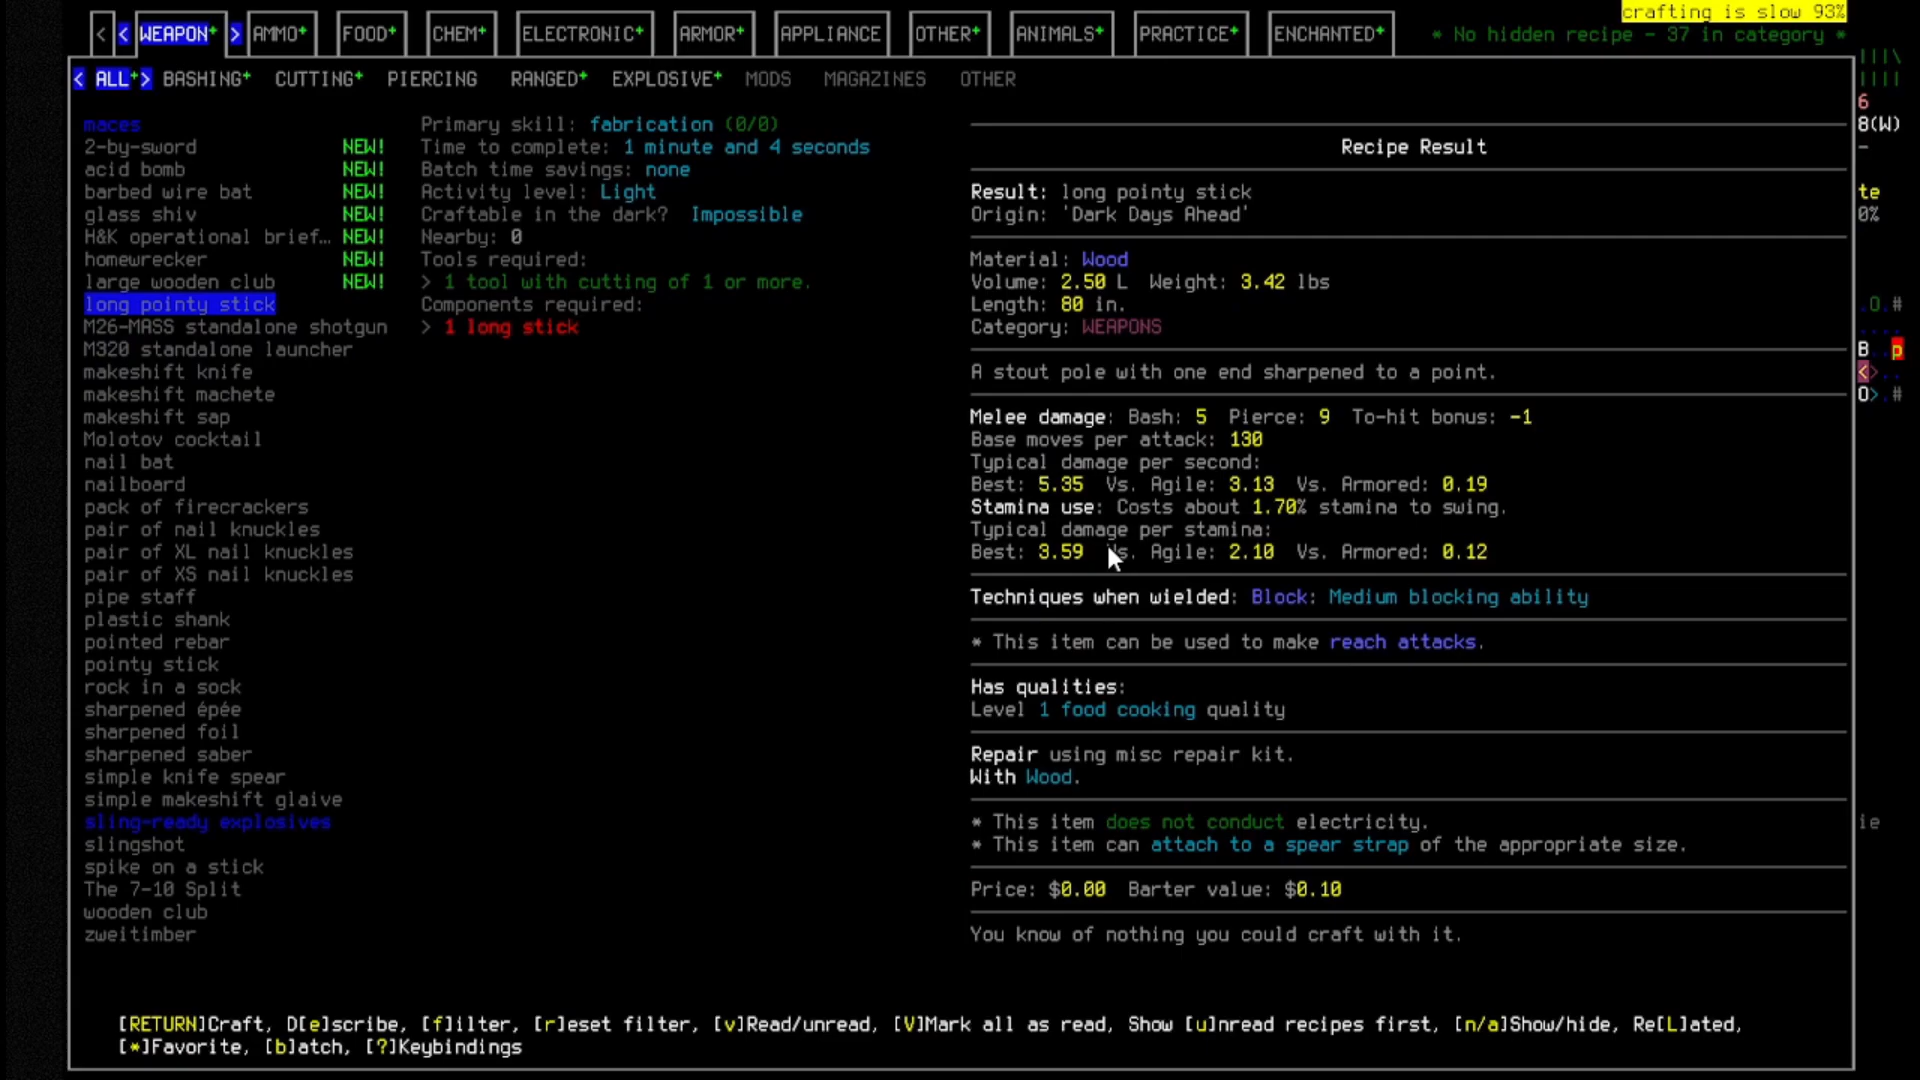 crafting is slow 93%
< < WEAPON+ > AMMO+ FOOD+ CHEM+ ELECTRONIC+ ARMOR+ APPLIANCE OTHER+ ANIMALS+ PRACTICE+ ENCHANTED+ * No hidden recipe - 37 in category *
< ALL+> BASHING+ CUTTING+ PIERCING RANGED+ EXPLOSIVE+ MODS MAGAZINES OTHER
maces
2-by-sword NEW!
acid bomb NEW!
barbed wire bat NEW!
glass shiv NEW!
H&K operational brief… NEW!
homewrecker NEW!
large wooden club NEW!
long pointy stick
M26-MASS standalone shotgun
M320 standalone launcher
makeshift knife
makeshift machete
makeshift sap
Molotov cocktail
nail bat
nailboard
pack of firecrackers
pair of nail knuckles
pair of XL nail knuckles
pair of XS nail knuckles
pipe staff
plastic shank
pointed rebar
pointy stick
rock in a sock
sharpened épée
sharpened foil
sharpened saber
simple knife spear
simple makeshift glaive
sling-ready explosives
slingshot
spike on a stick
The 7-10 Split
wooden club
zweitimber
Primary skill: fabrication (0/0)
Time to complete: 1 minute and 4 seconds
Batch time savings: none
Activity level: Light
Craftable in the dark? Impossible
Nearby: 0
Tools required:
> 1 tool with cutting of 1 or more.
Components required:
> 1 long stick
Recipe Result
Result: long pointy stick
Origin: 'Dark Days Ahead'
Material: Wood
Volume: 2.50 L Weight: 3.42 lbs
Length: 80 in.
Category: WEAPONS
A stout pole with one end sharpened to a point.
Melee damage: Bash: 5 Pierce: 9 To-hit bonus: -1
Base moves per attack: 130
Typical damage per second:
Best: 5.35 Vs. Agile: 3.13 Vs. Armored: 0.19
Stamina use: Costs about 1.70% stamina to swing.
Typical damage per stamina:
Best: 3.59 Vs. Agile: 2.10 Vs. Armored: 0.12
Techniques when wielded: Block: Medium blocking ability
* This item can be used to make reach attacks.
Has qualities:
Level 1 food cooking quality
Repair using misc repair kit.
With Wood.
* This item does not conduct electricity.
* This item can attach to a spear strap of the appropriate size.
Price: $0.00 Barter value: $0.10
You know of nothing you could craft with it.
|||\
||||
6
8(W)
-
te
0%
.O.#
....
B..p
<>..
O>.#
ie
[RETURN]Craft, D[e]scribe, [f]ilter, [r]eset filter, [v]Read/unread, [V]Mark all as read, Show [u]nread recipes first, [n/a]Show/hide, Re[L]ated,
[*]Favorite, [b]atch, [?]Keybindings